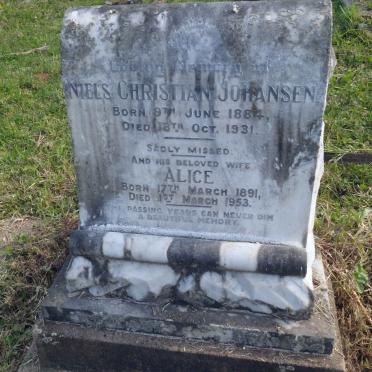 In Loving Memory of
NIELS CHRISTIAN JOHANSEN
BORN 9TH JUNE 1884,
DIED 18TH OCT. 1931.
SADLY MISSED.
AND HIS BELOVED WIFE
ALICE
BORN 17TH MARCH 1891,
DIED 1ST MARCH 1953.
PASSING YEARS CAN NEVER DIM
A BEAUTIFUL MEMORY.